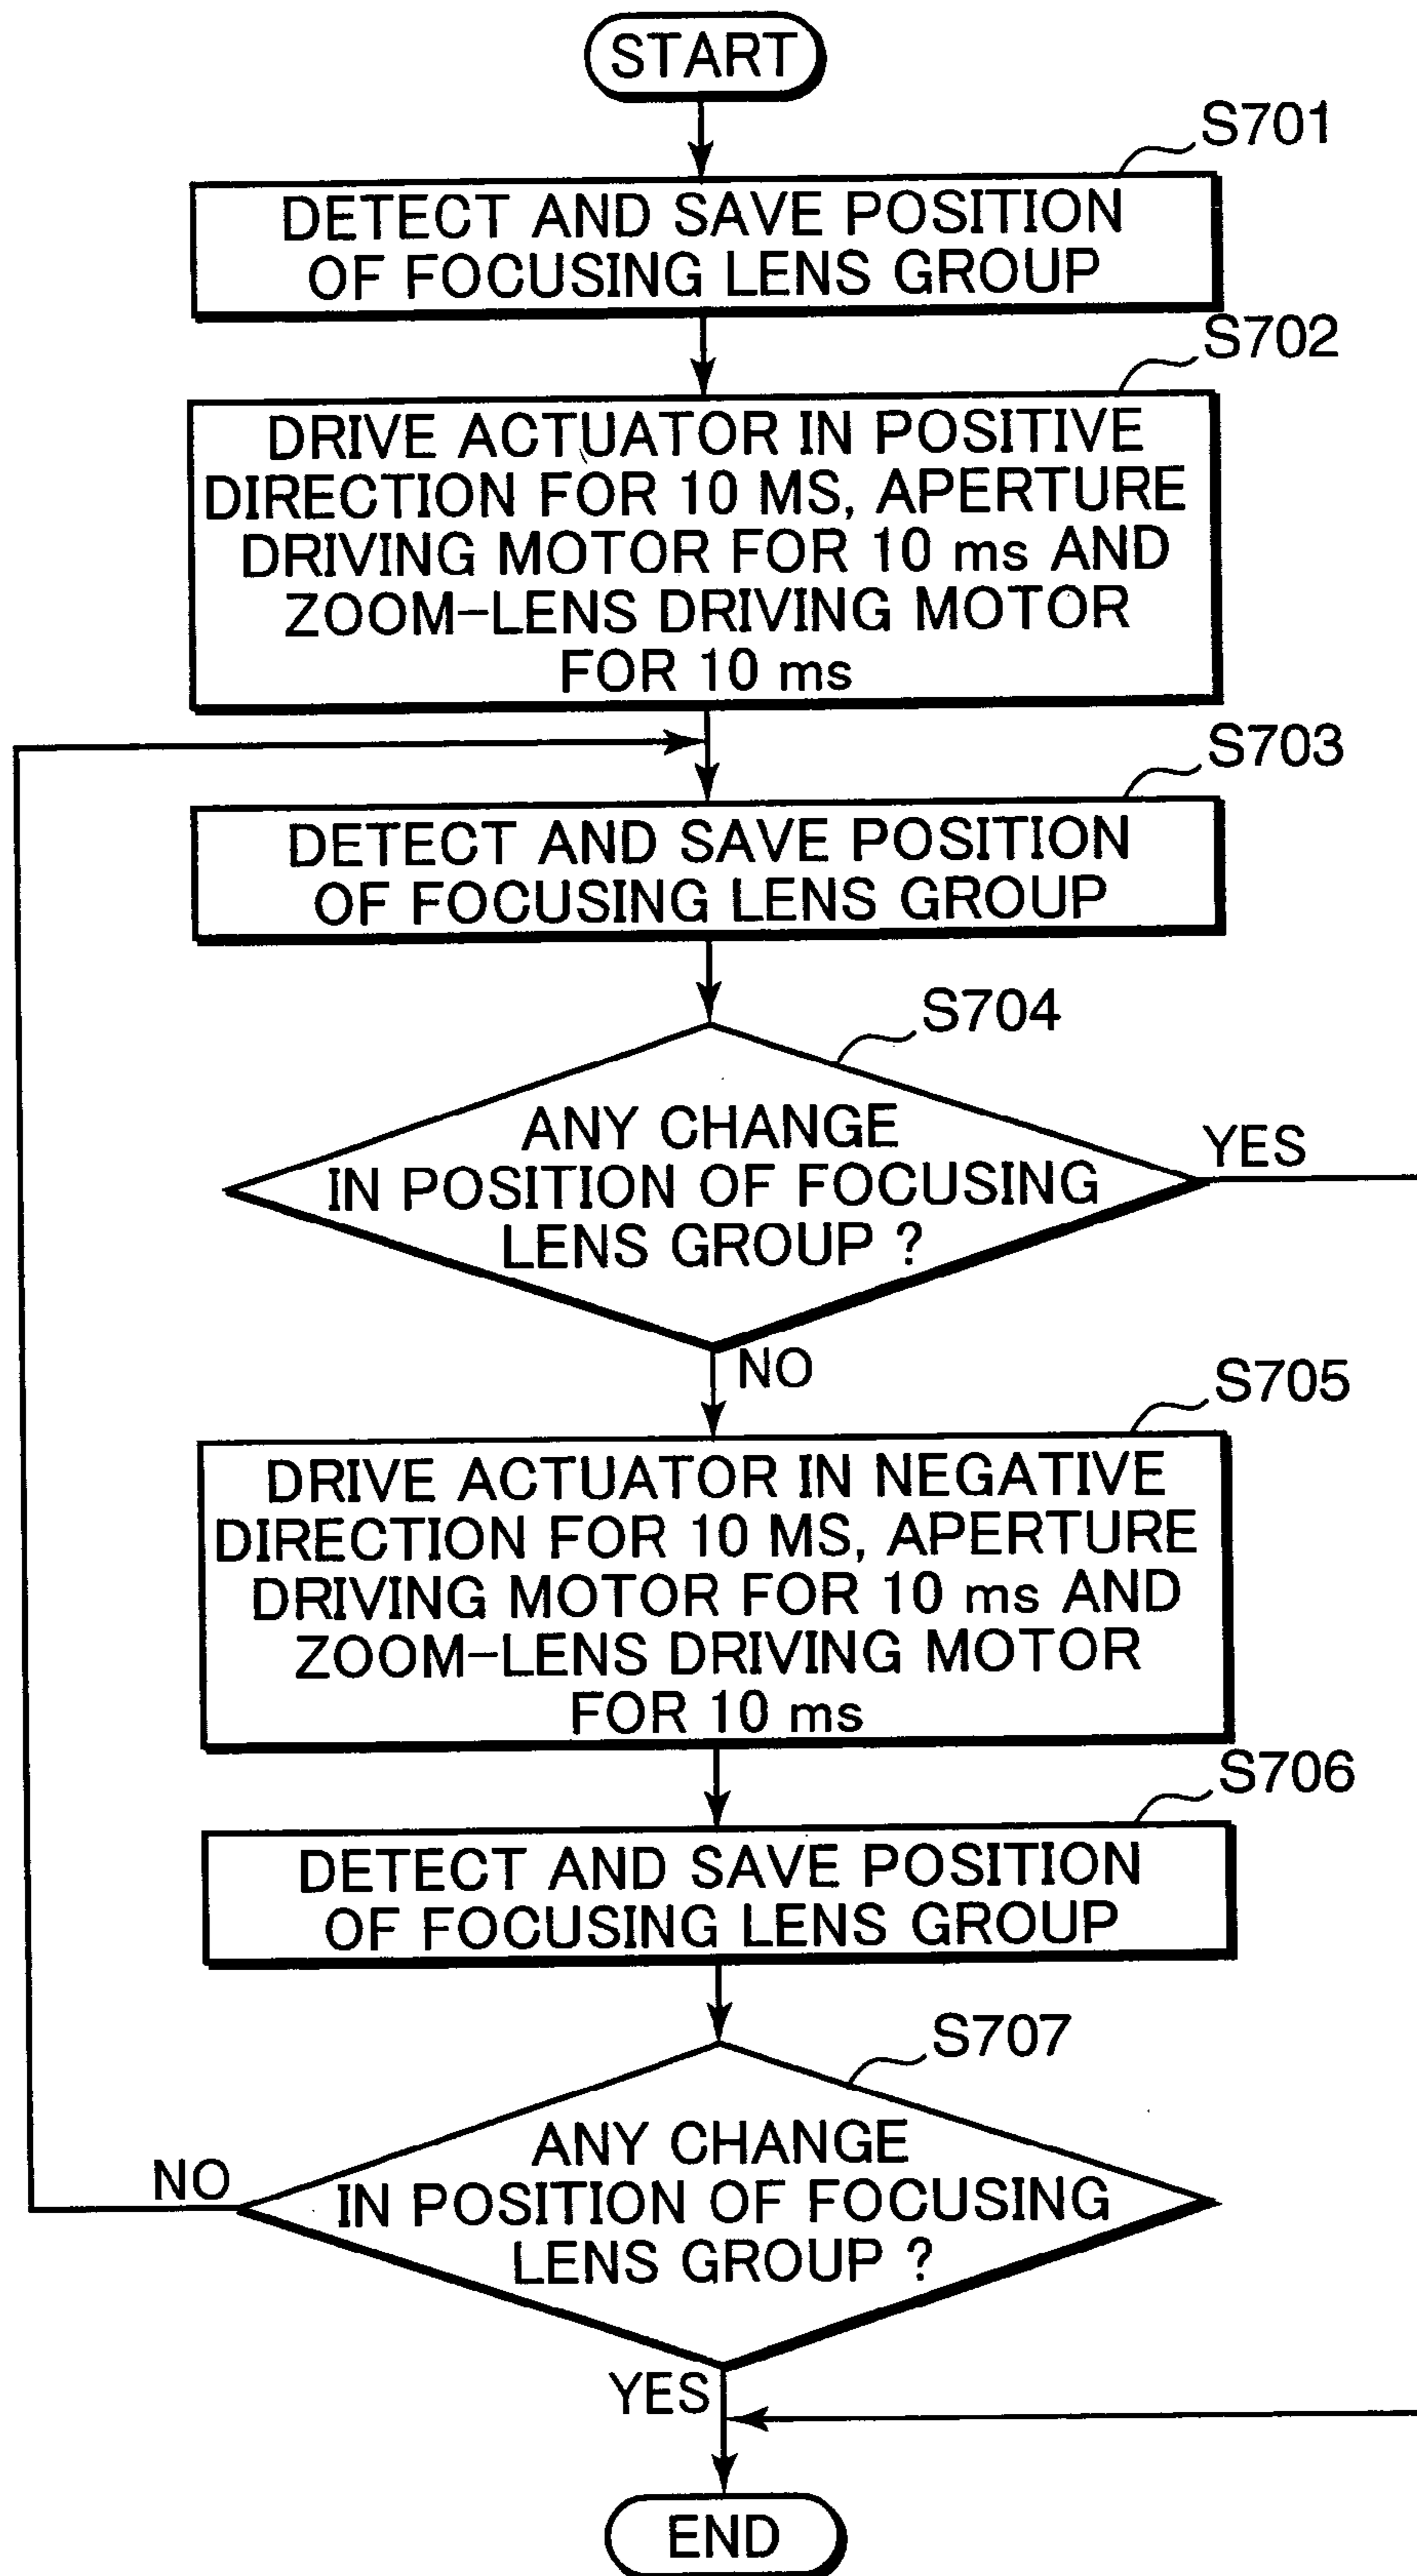 START
S701
DETECT AND SAVE POSITION
OF FOCUSING LENS GROUP
S702
DRIVE ACTUATOR IN POSITIVE
DIRECTION FOR 10 MS, APERTURE
DRIVING MOTOR FOR 10 ms AND
ZOOM-LENS DRIVING MOTOR
FOR 10 ms
S703
DETECT AND SAVE POSITION
OF FOCUSING LENS GROUP
S704
ANY CHANGE
IN POSITION OF FOCUSING
LENS GROUP ?
YES
NO
S705
DRIVE ACTUATOR IN NEGATIVE
DIRECTION FOR 10 MS, APERTURE
DRIVING MOTOR FOR 10 ms AND
ZOOM-LENS DRIVING MOTOR
FOR 10 ms
S706
DETECT AND SAVE POSITION
OF FOCUSING LENS GROUP
S707
ANY CHANGE
IN POSITION OF FOCUSING
LENS GROUP ?
NO
YES
END